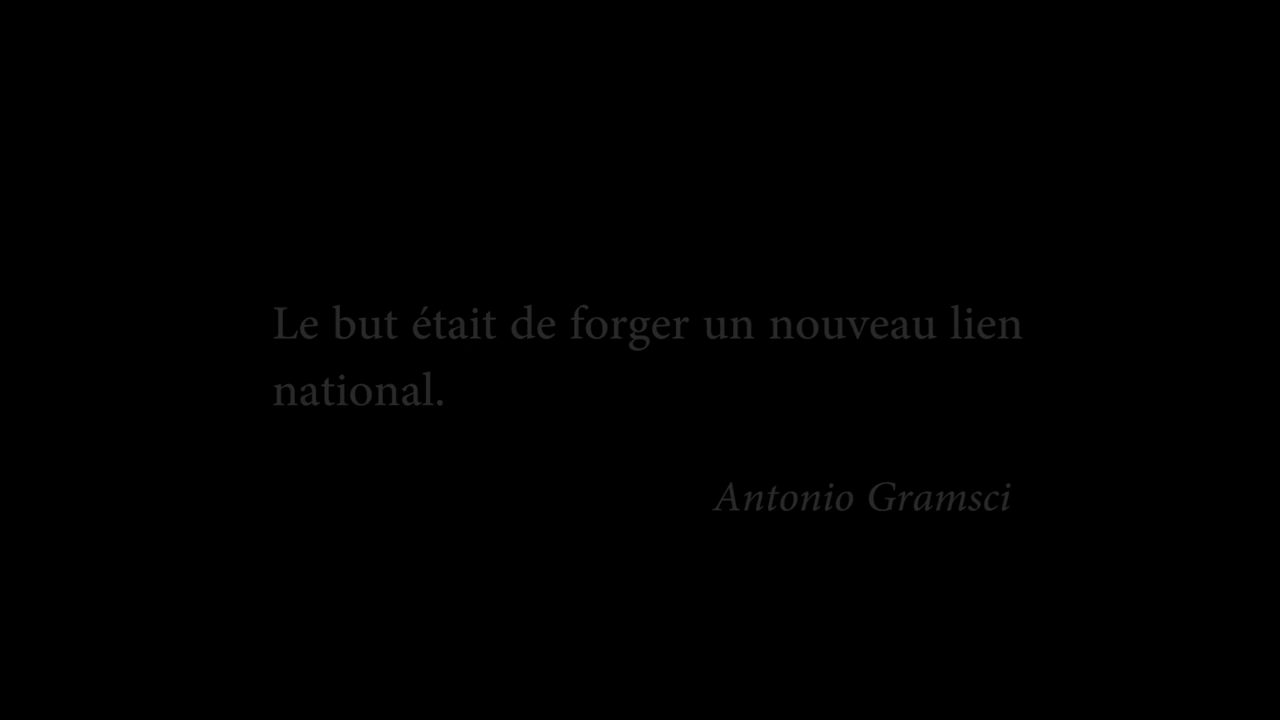 Le but était de forger un nouveau lien
national.
Antonio Gramsci